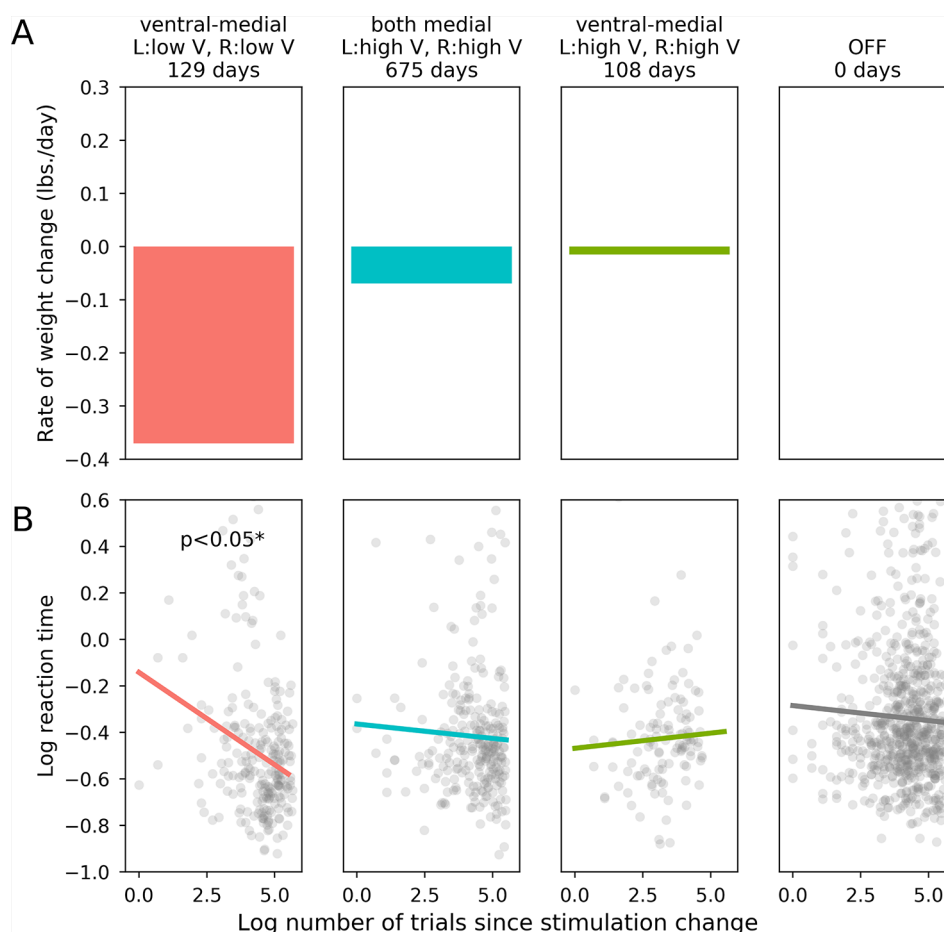 A
ventral-medial
L:low V, R:low V
129 days
both medial
L:high V, R:high V
675 days
ventral-medial
L:high V, R:high V
108 days
OFF
0 days
Rate of weight change (lbs./day)
0.3
0.2
0.1
0.0
−0.1
−0.2
−0.3
−0.4
B
Log reaction time
0.6
0.4
0.2
0.0
−0.2
−0.4
−0.6
−0.8
−1.0
p<0.05*
0.0 2.5 5.0
0.0 2.5 5.0
0.0 2.5 5.0
0.0 2.5 5.0
Log number of trials since stimulation change